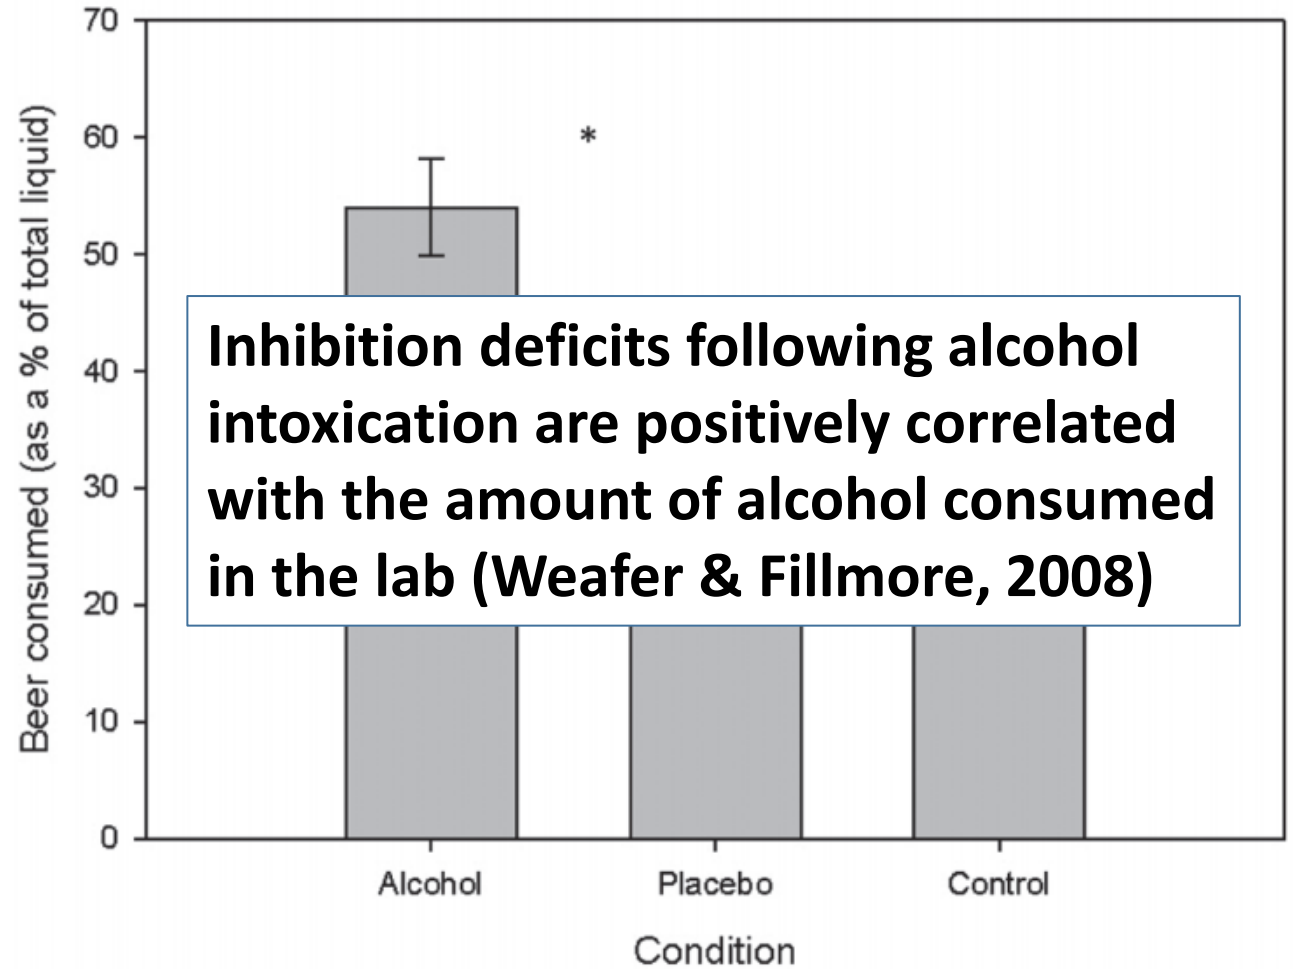 70
60
50
40
30
20
10
0
Beer consumed (as a % of total liquid)
*
Inhibition deficits following alcohol
intoxication are positively correlated
with the amount of alcohol consumed
in the lab (Weafer & Fillmore, 2008)
Alcohol
Placebo
Control
Condition